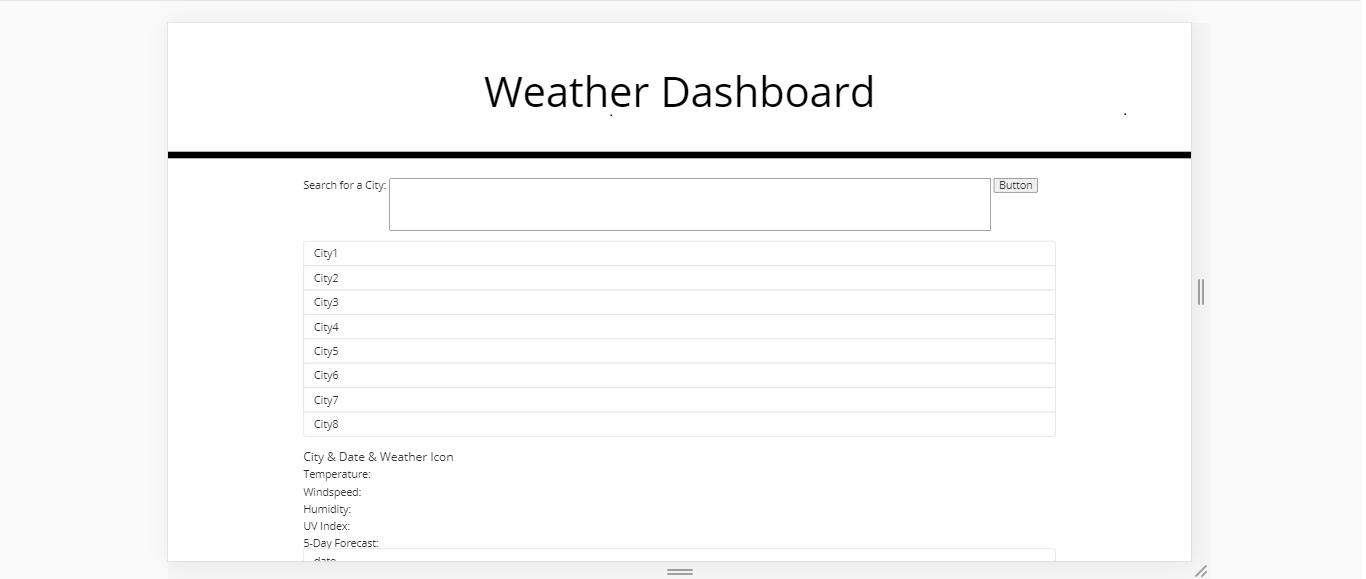 Weather Dashboard
Search for a City: Button
City1
City2
City3
City4
City5
City6
City7
City8
City & Date & Weather Icon
Temperature:
Windspeed:
Humidity:
UV Index:
5-Day Forecast:
date